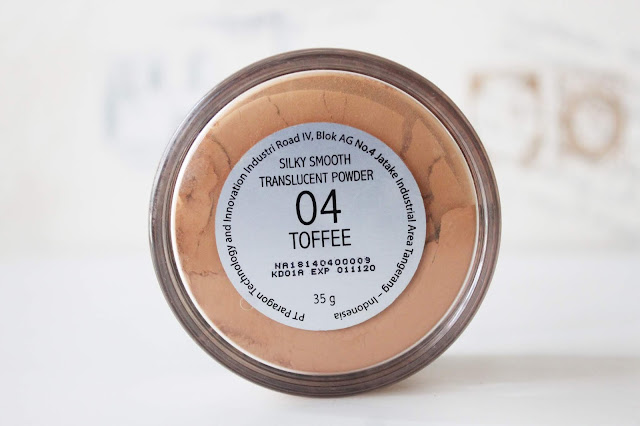 PT Paragon Technology and Innovation Industri Road IV, Blok AG No.4 Jatake Industrial Area Tangerang – Indonesia
SILKY SMOOTH
TRANSLUCENT POWDER
04
TOFFEE
NA18140400009
KD01A EXP 011120
35 g